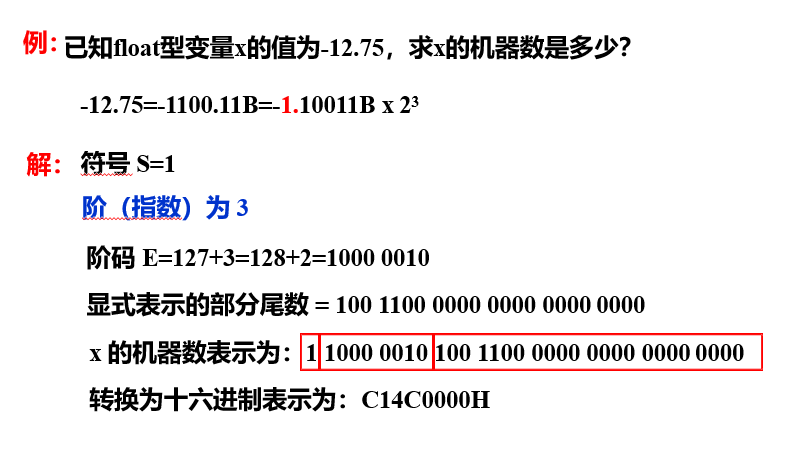 例：已知float型变量x的值为-12.75，求x的机器数是多少？
-12.75=-1100.11B=-1.10011B x 2³
解： 符号 S=1
阶（指数）为 3
阶码 E=127+3=128+2=1000 0010
显式表示的部分尾数 = 100 1100 0000 0000 0000 0000
x 的机器数表示为：1 1000 0010 100 1100 0000 0000 0000 0000
转换为十六进制表示为：C14C0000H